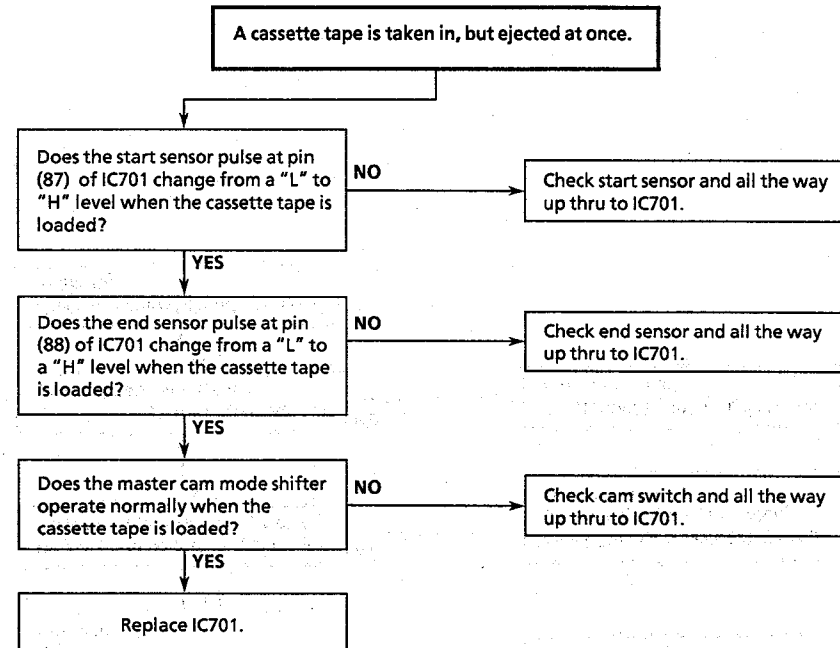 A cassette tape is taken in, but ejected at once.
Does the start sensor pulse at pin
(87) of IC701 change from a "L" to
"H" level when the cassette tape is
loaded?
NO
Check start sensor and all the way
up thru to IC701.
YES
Does the end sensor pulse at pin
(88) of IC701 change from a "L" to
a "H" level when the cassette tape
is loaded?
NO
Check end sensor and all the way
up thru to IC701.
YES
Does the master cam mode shifter
operate normally when the
cassette tape is loaded?
NO
Check cam switch and all the way
up thru to IC701.
YES
Replace IC701.